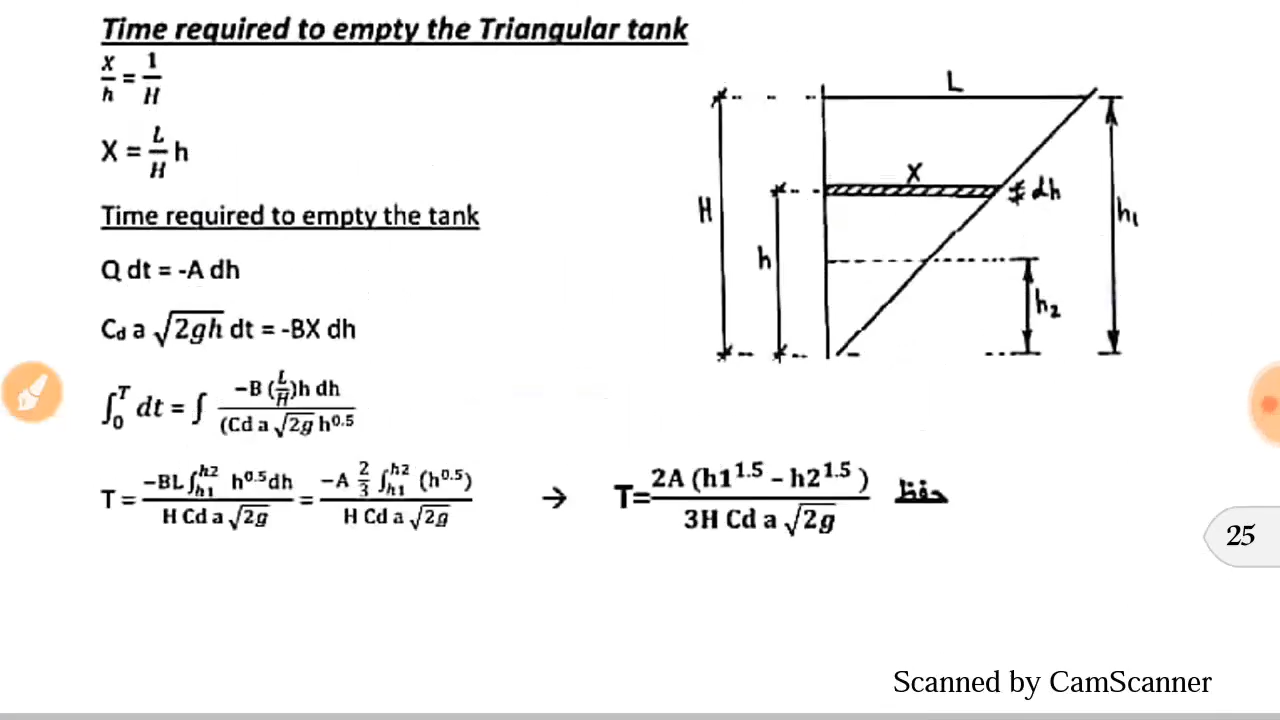 Time required to empty the Triangular tank
x/h = 1/H
X = L/H h
Time required to empty the tank
Q dt = -A dh
Cd a √2gh dt = -BX dh
∫₀ᵀ dt = ∫ −B (L/H)h dh / (Cd a √2g h^0.5
T = −BL ∫h1^h2 h^0.5 dh / H Cd a √2g = −A 2/3 ∫h1^h2 (h^0.5) / H Cd a √2g → T= 2A (h1^1.5 − h2^1.5 ) / 3H Cd a √2g حفظ
L
X
dh
H
h
h₁
h₂
25
Scanned by CamScanner